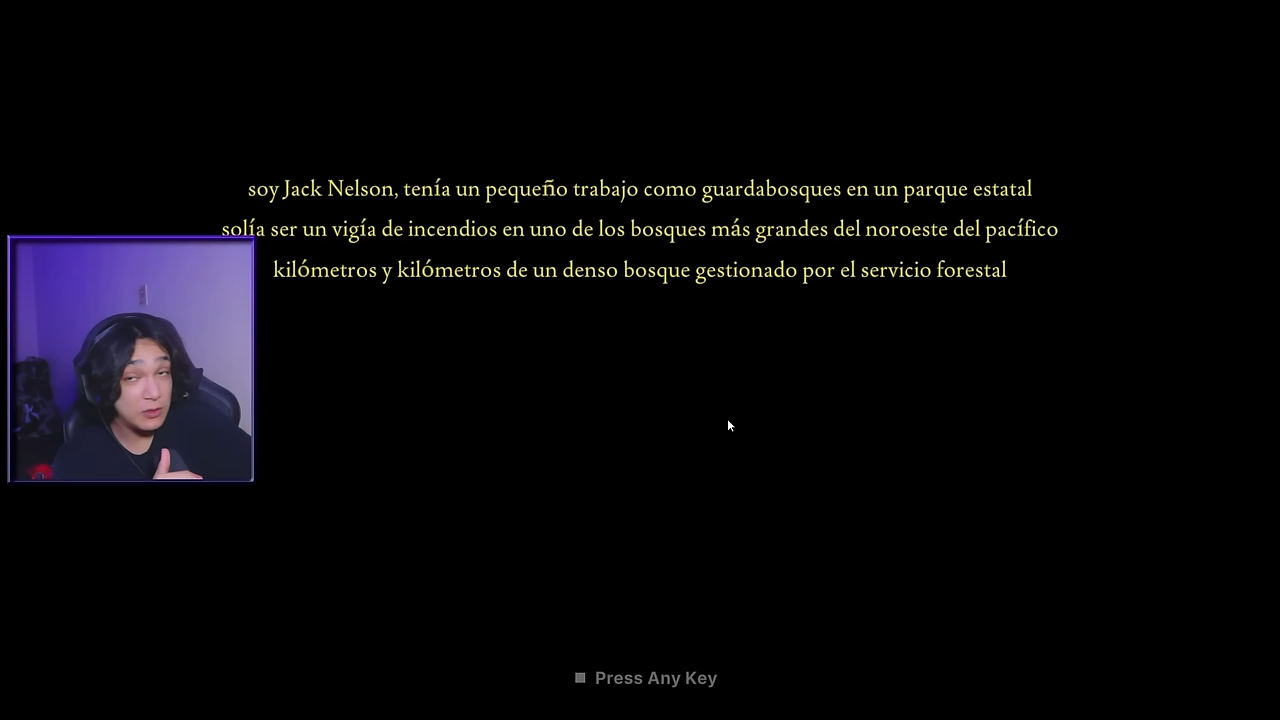 soy Jack Nelson, tenía un pequeño trabajo como guardabosques en un parque estatal
solía ser un vigía de incendios en uno de los bosques más grandes del noroeste del pacífico
kilómetros y kilómetros de un denso bosque gestionado por el servicio forestal
Press Any Key